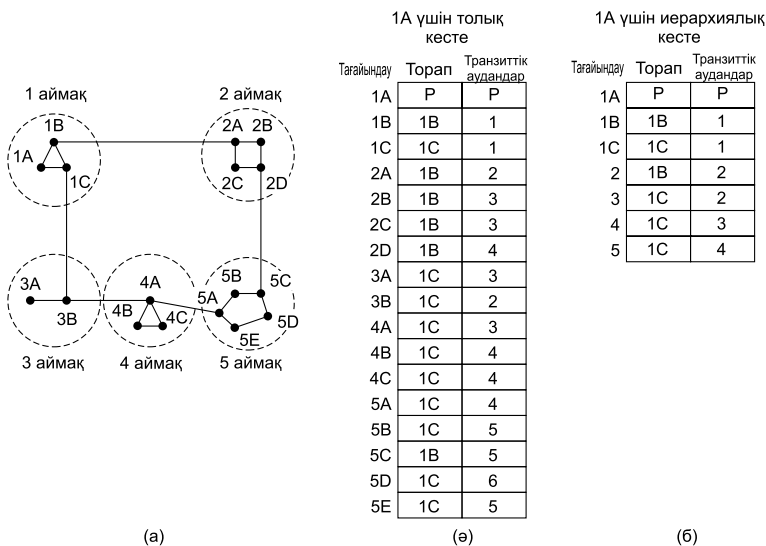 1А үшін толық
кесте
1А үшін иерархиялық
кесте
Тағайындау Торап Транзиттік
аудандар
Тағайындау Торап Транзиттік
аудандар
1 аймақ 2 аймақ
1B 2A 2B
1A 1C 2C 2D
3A 4A 5B 5C
3B 4B 4C 5A 5D
5E
3 аймақ 4 аймақ 5 аймақ
1A P P
1B 1B 1
1C 1C 1
2A 1B 2
2B 1B 3
2C 1B 3
2D 1B 4
3A 1C 3
3B 1C 2
4A 1C 3
4B 1C 4
4C 1C 4
5A 1C 4
5B 1C 5
5C 1B 5
5D 1C 6
5E 1C 5
1A P P
1B 1B 1
1C 1C 1
2 1B 2
3 1C 2
4 1C 3
5 1C 4
(а) (ә) (б)